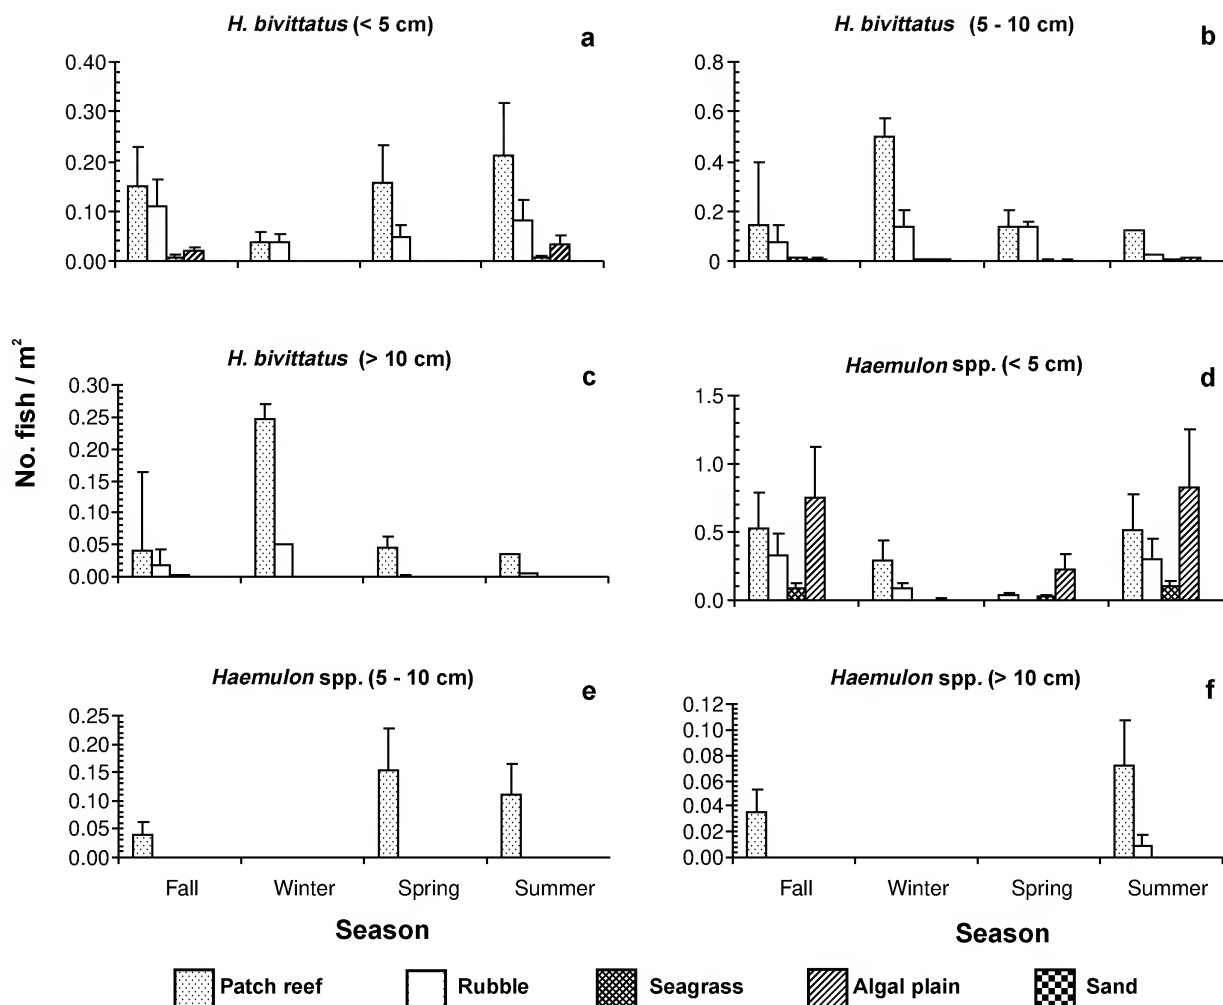 H. bivittatus (< 5 cm) a
0.40
0.30
0.20
0.10
0.00
H. bivittatus (5 - 10 cm) b
0.8
0.6
0.4
0.2
0
No. fish / m²
H. bivittatus (> 10 cm) c
0.30
0.25
0.20
0.15
0.10
0.05
0.00
Haemulon spp. (< 5 cm) d
1.5
1.0
0.5
0.0
Haemulon spp. (5 - 10 cm) e
0.25
0.20
0.15
0.10
0.05
0.00
Fall Winter Spring Summer
Season
Haemulon spp. (> 10 cm) f
0.12
0.10
0.08
0.06
0.04
0.02
0.00
Fall Winter Spring Summer
Season
Patch reef Rubble Seagrass Algal plain Sand